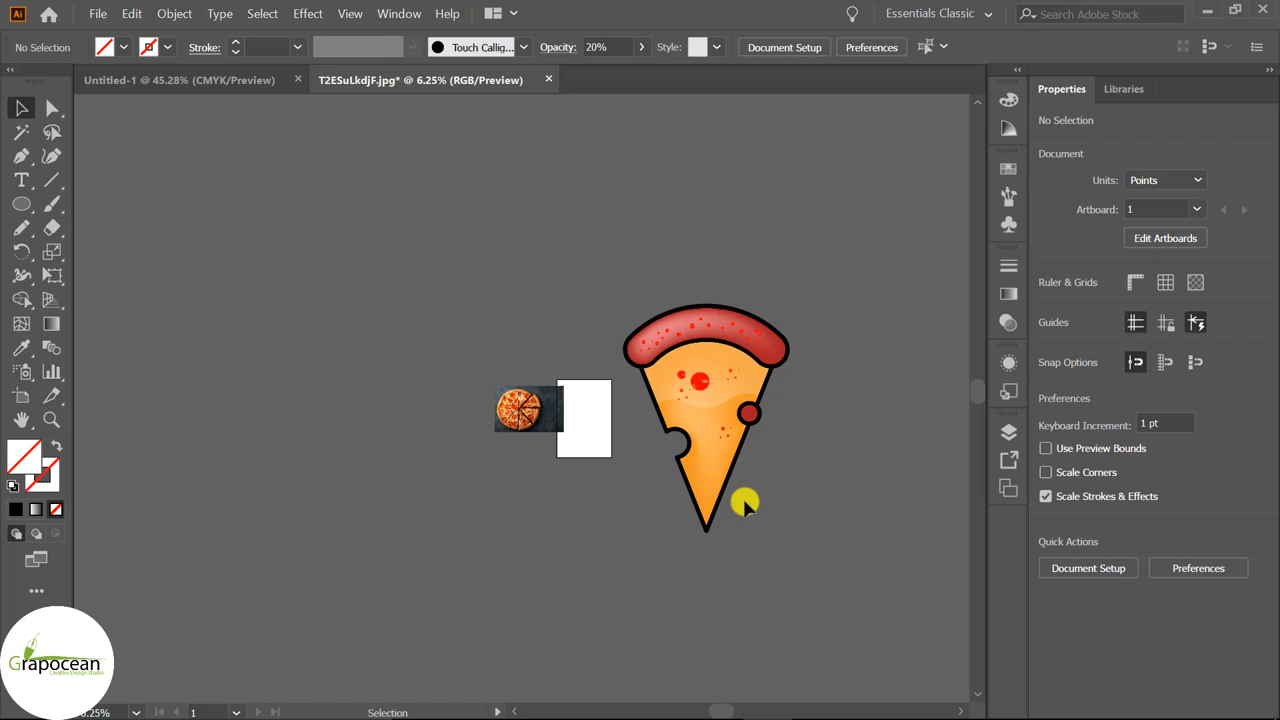 Ai
File Edit Object Type Select Effect View Window Help
Essentials Classic
Search Adobe Stock
No Selection
Stroke:
Touch Callig...
Opacity: 20%
Style:
Document Setup
Preferences
Untitled-1 @ 45.28% (CMYK/Preview)
T2ESuLkdjF.jpg* @ 6.25% (RGB/Preview)
Properties
Libraries
No Selection
Document
Units: Points
Artboard: 1
Edit Artboards
Ruler & Grids
Guides
Snap Options
Preferences
Keyboard Increment: 1 pt
Use Preview Bounds
Scale Corners
Scale Strokes & Effects
Quick Actions
Document Setup
Preferences
Grapocean
Creative Design Studio
6.25%
1
Selection